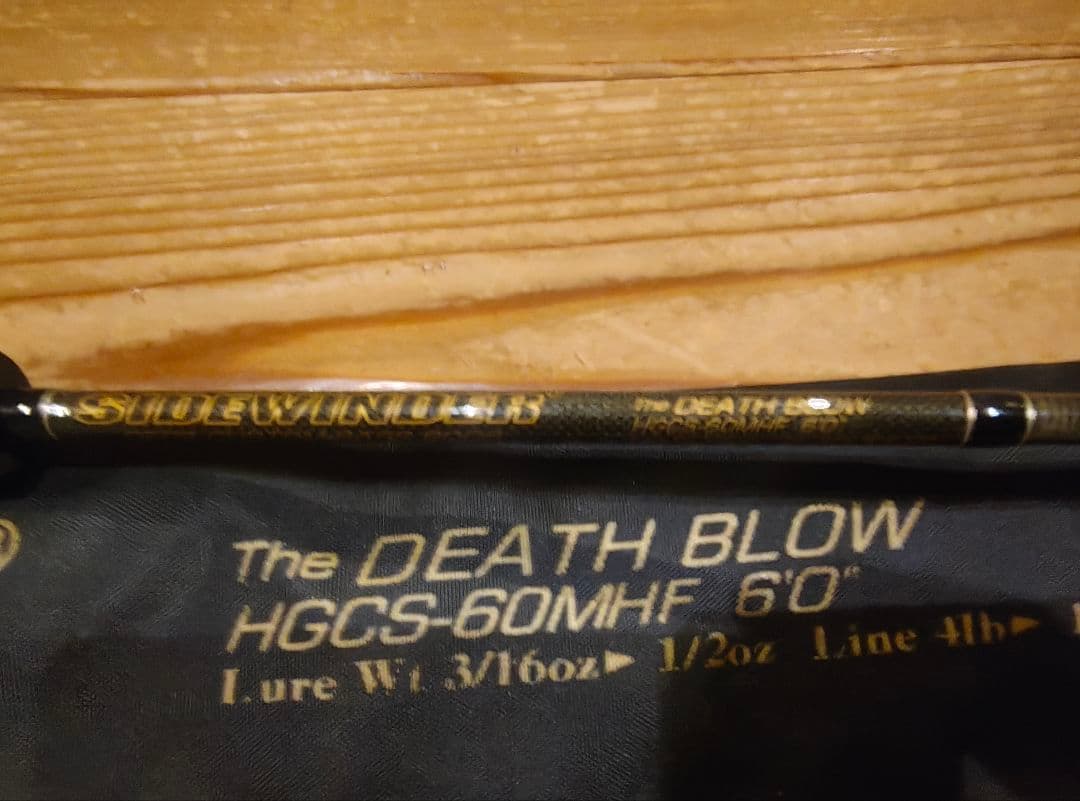 SIDEWINDER
The DEATH BLOW
HGCS-60MHF 6'0"
The DEATH BLOW
HGCS-60MHF 6'0"
Lure Wt 3/16oz▶ 1/2oz Line 4lb▶